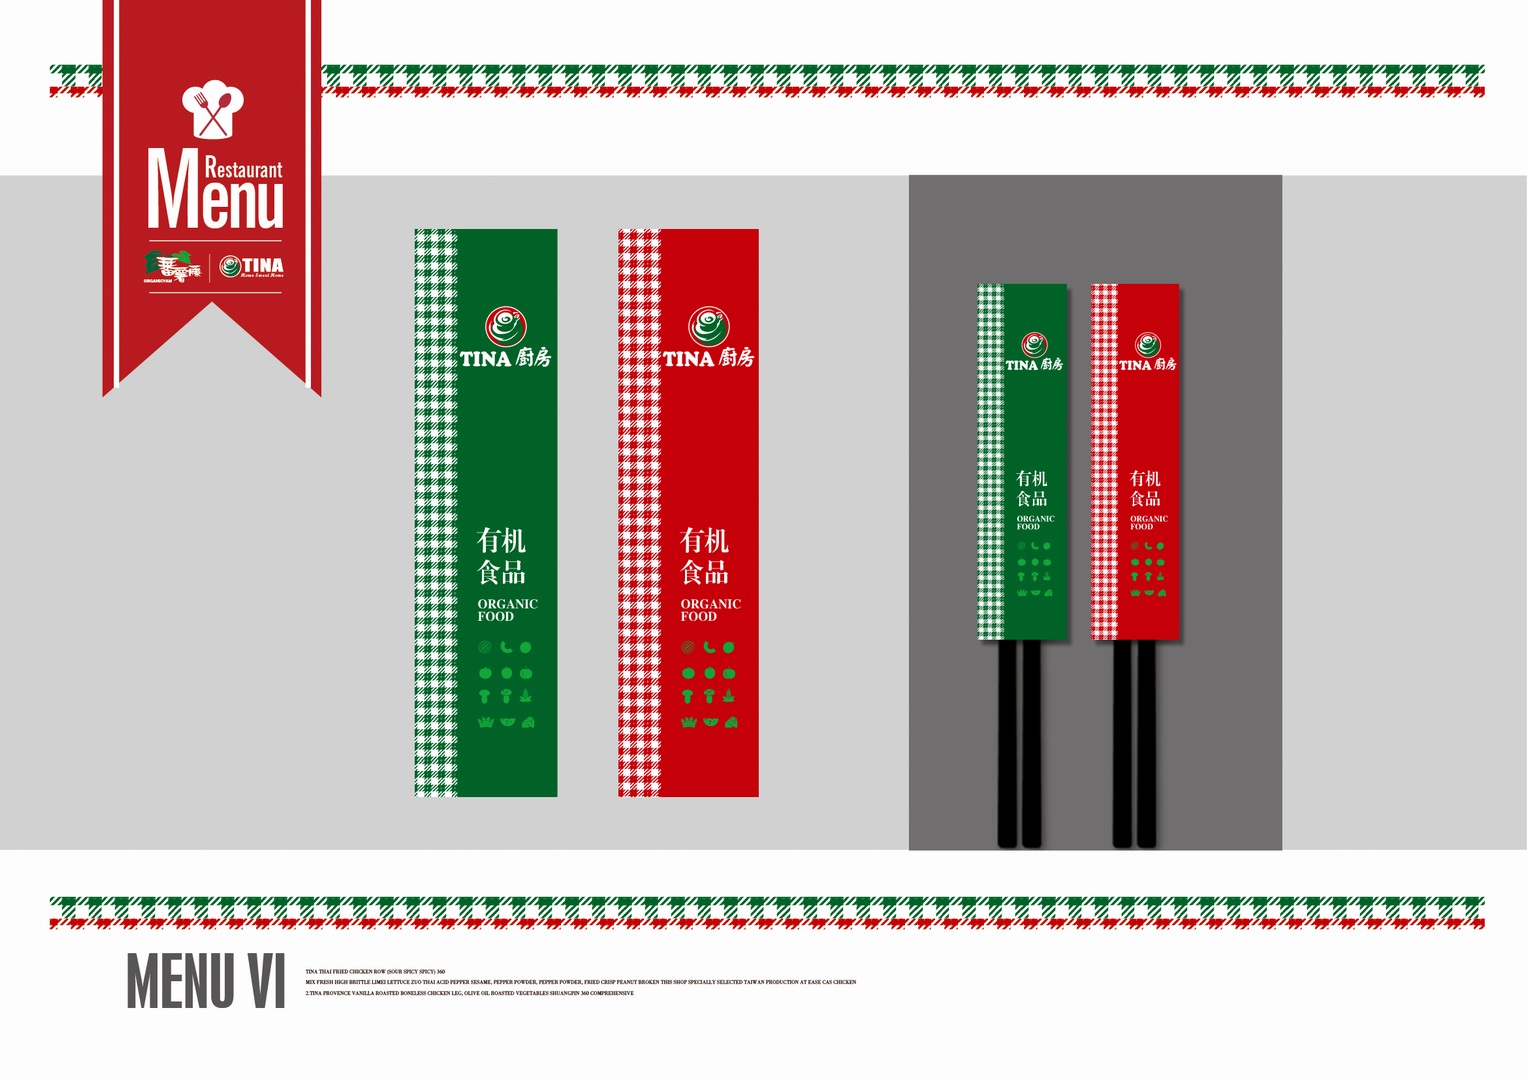 Restaurant
Menu
蕃薯藤
ORGANICYAM
TINA
Home Sweet Home
TINA 廚房
有机
食品
ORGANIC
FOOD
TINA 廚房
有机
食品
ORGANIC
FOOD
TINA 廚房
有机
食品
ORGANIC
FOOD
TINA 廚房
有机
食品
ORGANIC
FOOD
MENU VI
TINA THAI FRIED CHICKEN ROW (SOUR SPICY SPICY) 360
MIX FRESH HIGH BRITTLE LIMEI LETTUCE ZUO THAI ACID PEPPER SESAME, PEPPER POWDER, PEPPER POWDER, FRIED CRISP PEANUT BROKEN THIS SHOP SPECIALLY SELECTED TAIWAN PRODUCTION AT EASE CAS CHICKEN
2.TINA PROVENCE VANILLA ROASTED BONELESS CHICKEN LEG, OLIVE OIL ROASTED VEGETABLES SHUANGPIN 360 COMPREHENSIVE